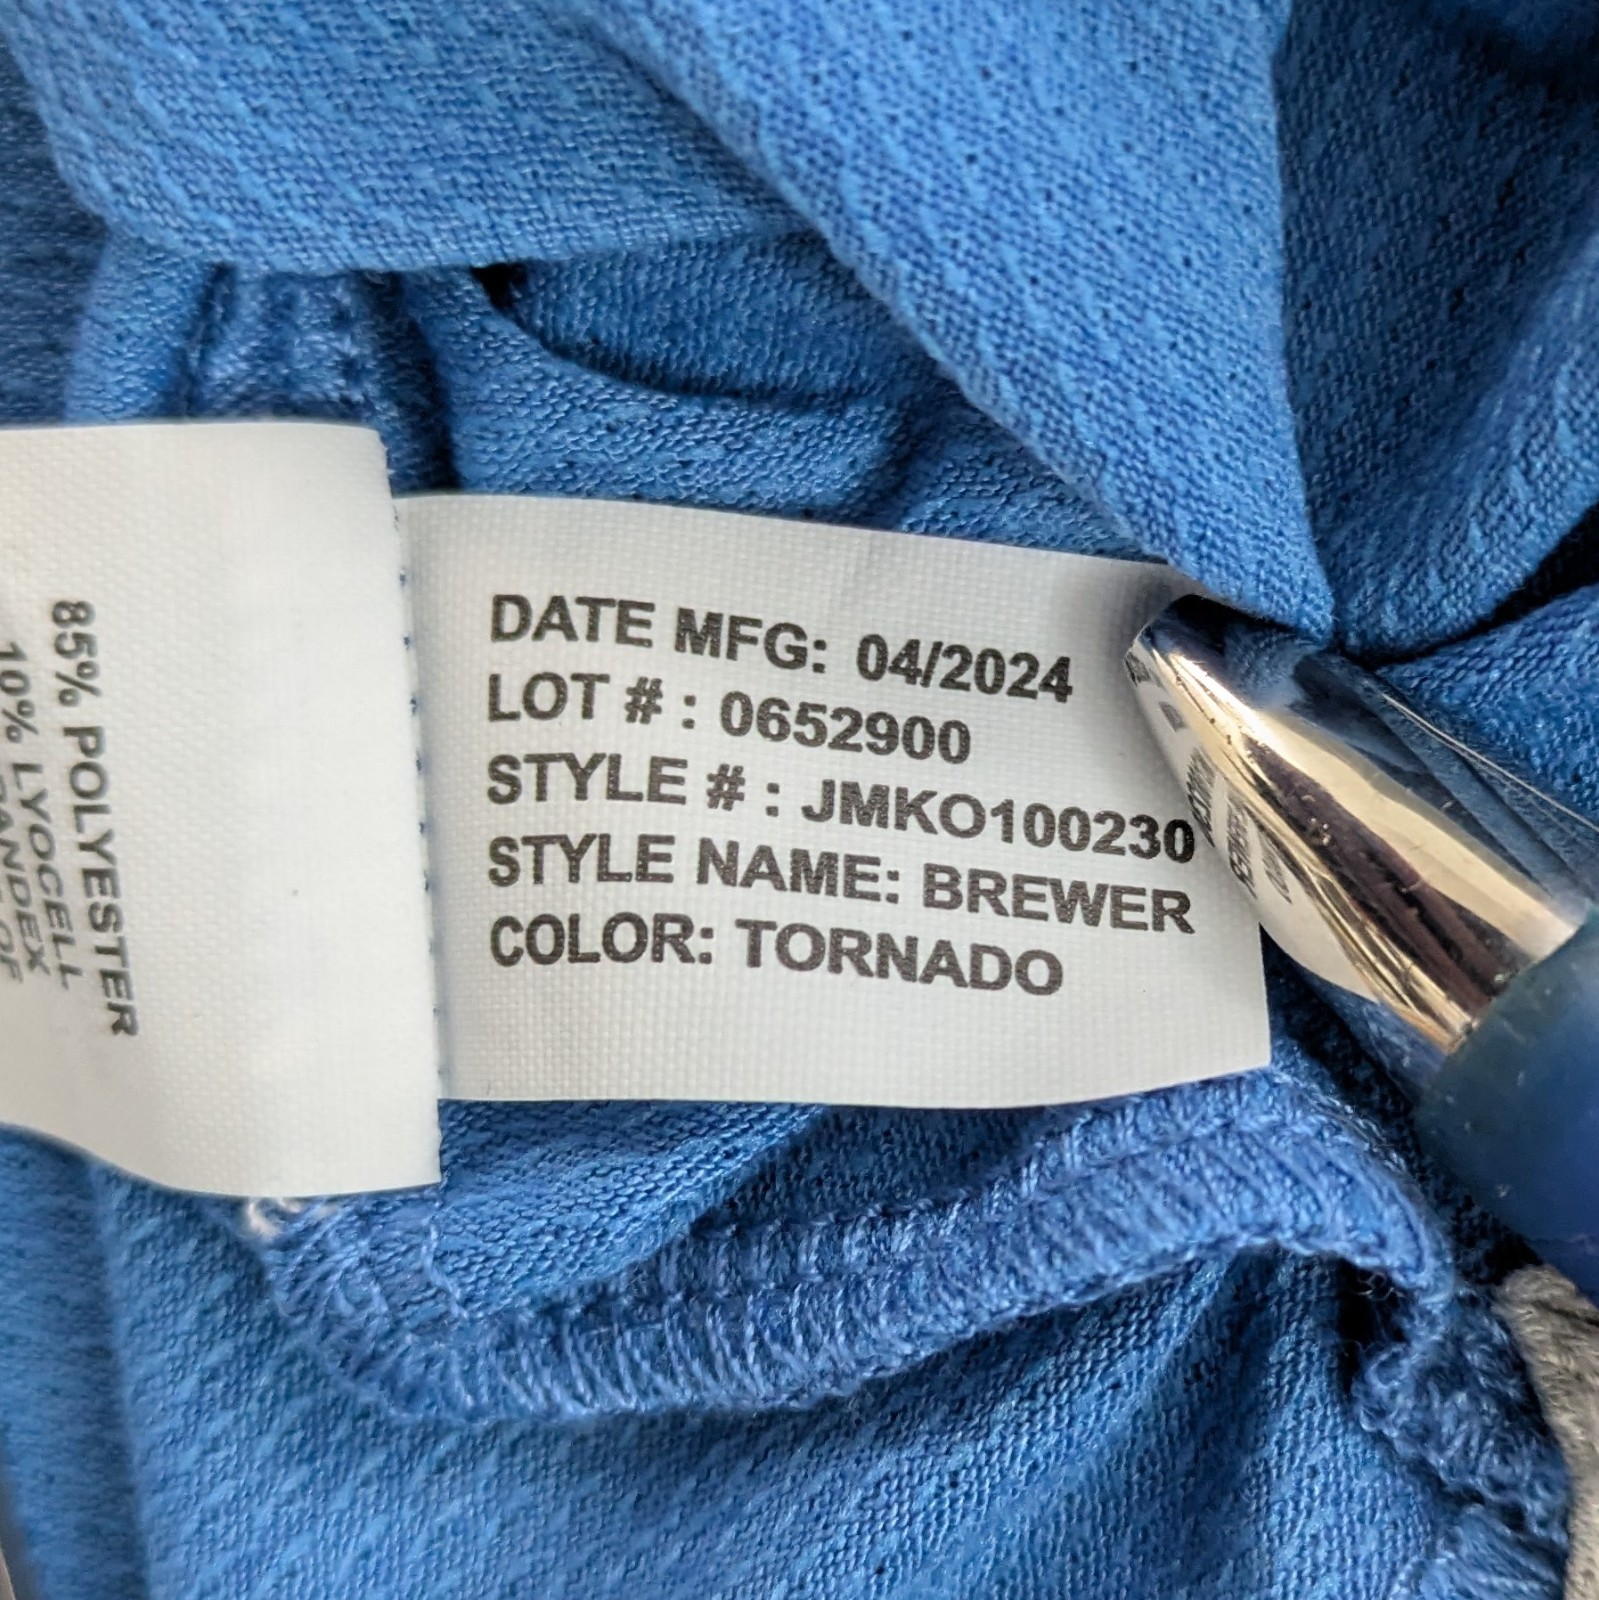 DATE MFG: 04/2024
LOT # : 0652900
STYLE # : JMKO100230
STYLE NAME: BREWER
COLOR: TORNADO
85% POLYESTER
10% LYOCELL